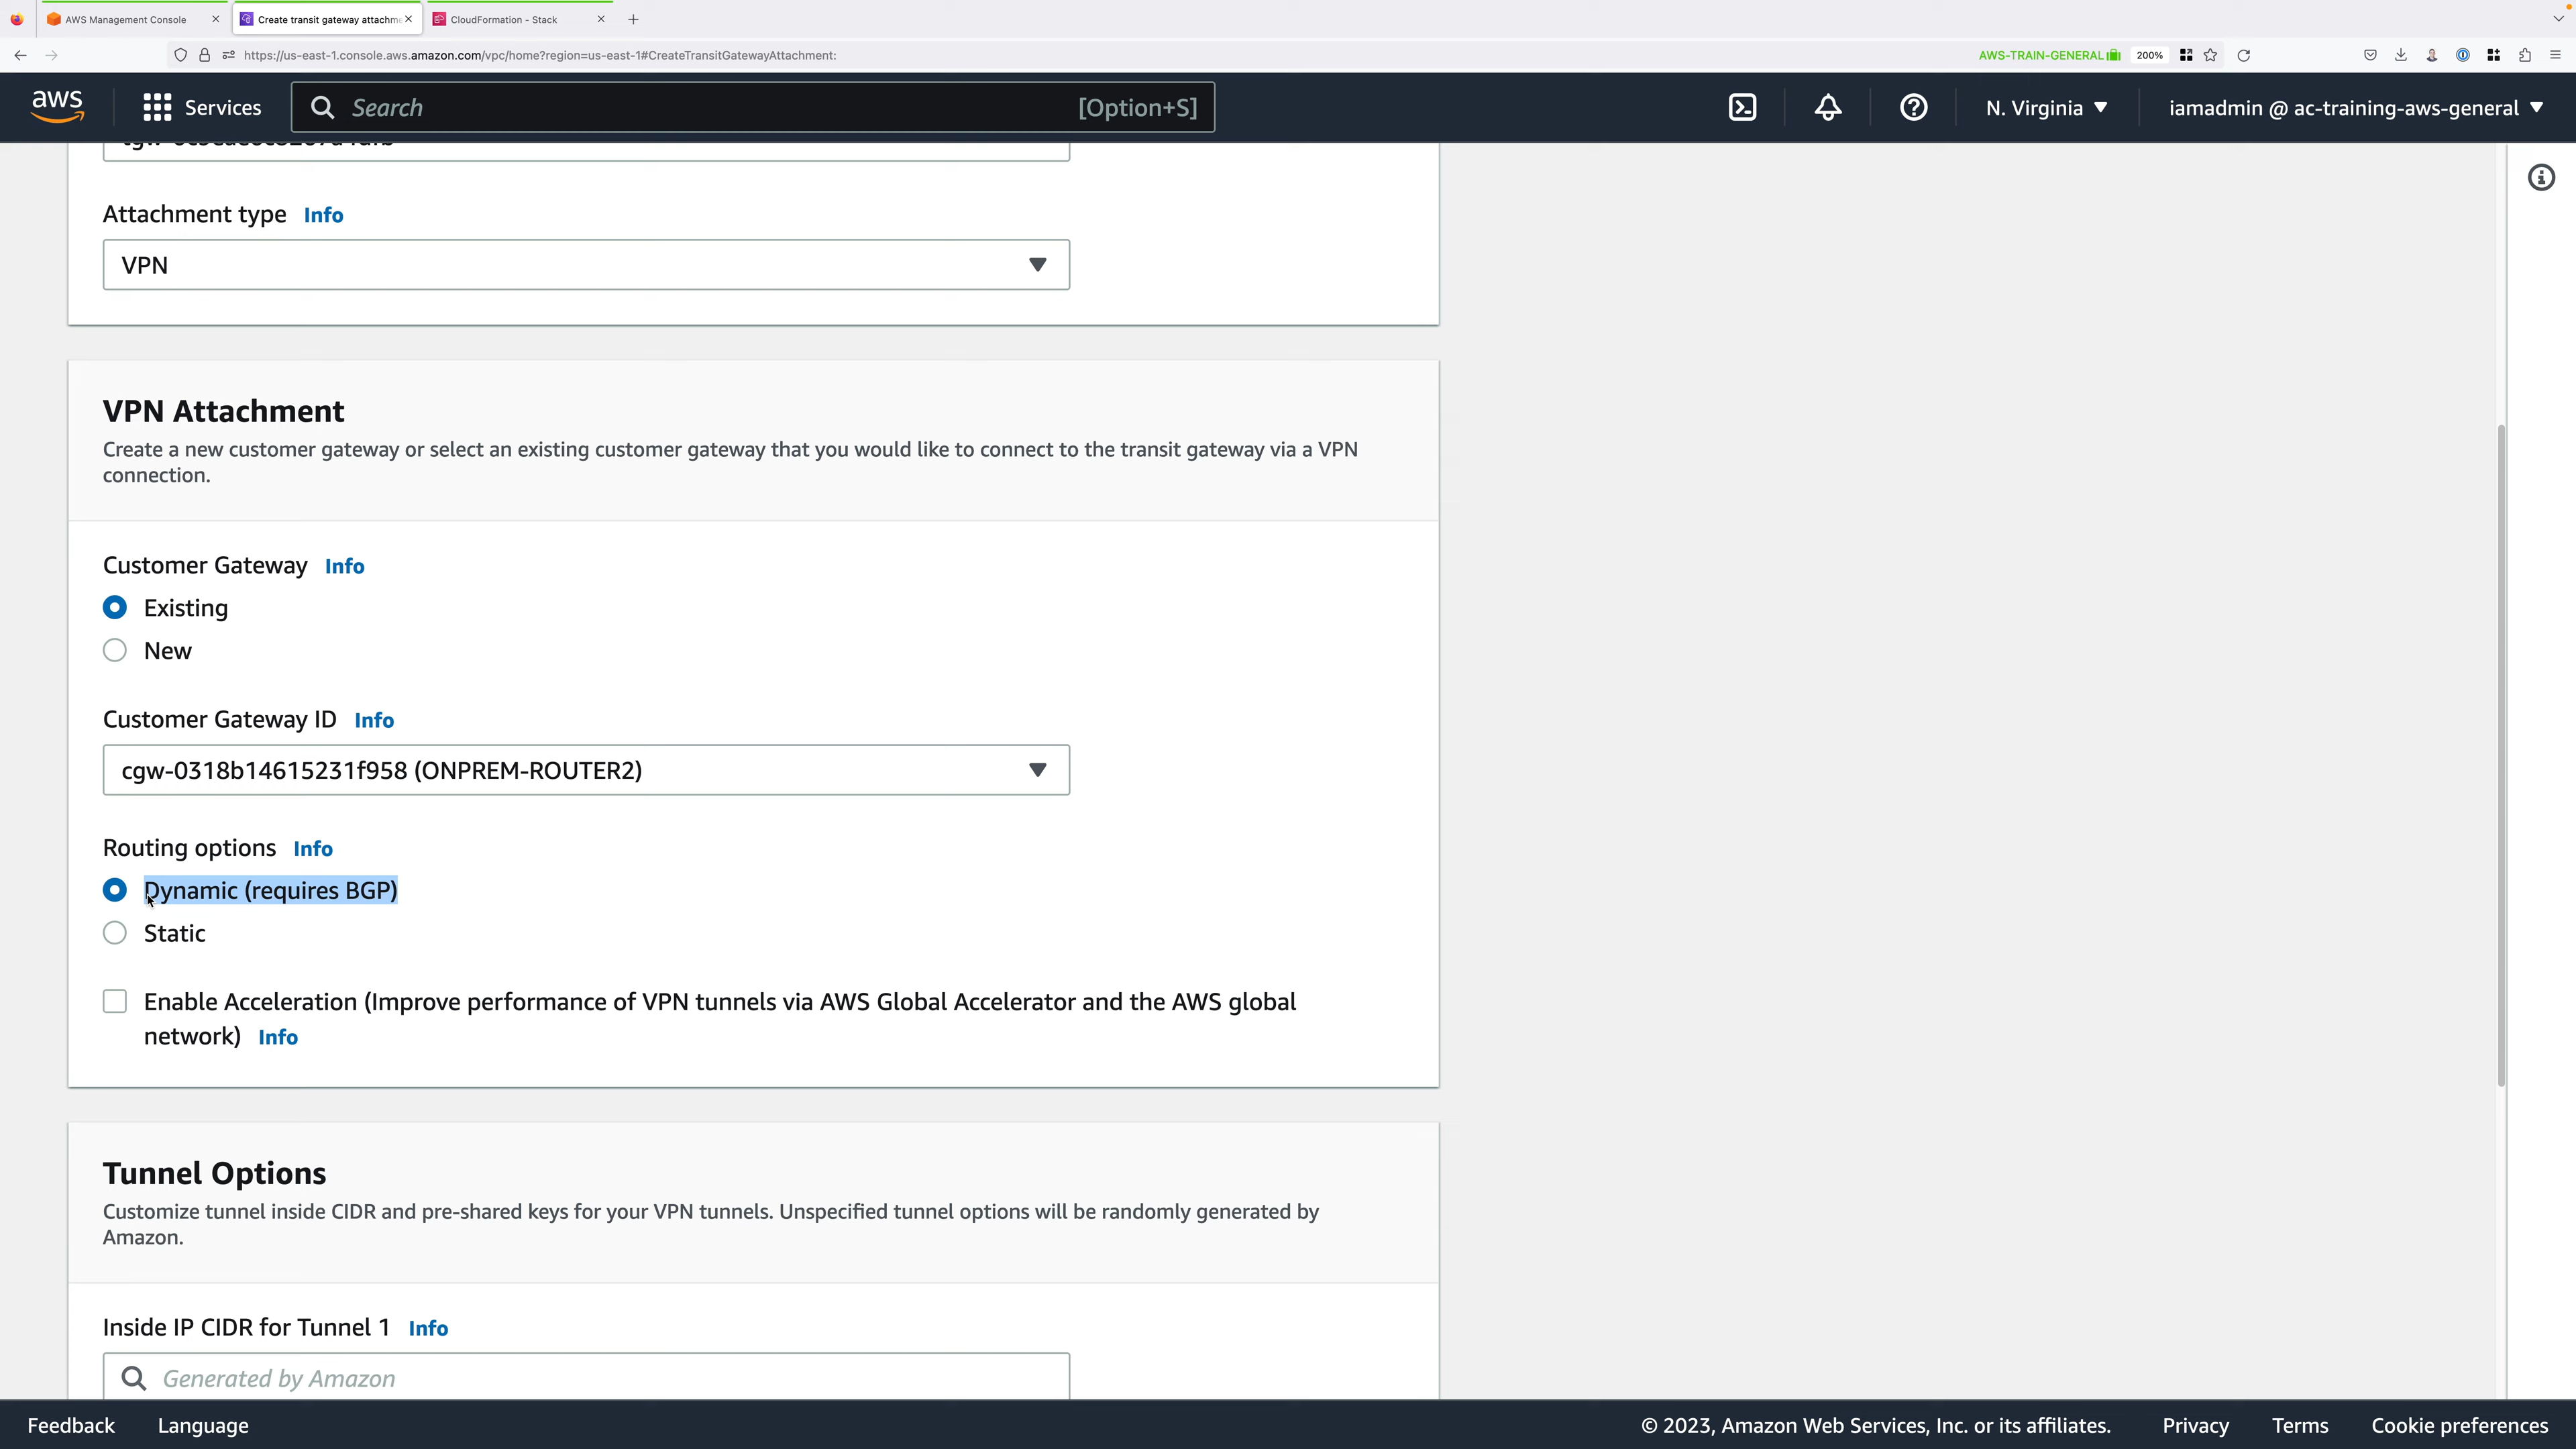 AWS Management Console
Create transit gateway attachme
CloudFormation - Stack
https://us-east-1.console.aws.amazon.com/vpc/home?region=us-east-1#CreateTransitGatewayAttachment:
AWS-TRAIN-GENERAL
200%
aws
Services
Search
[Option+S]
N. Virginia
iamadmin @ ac-training-aws-general
Attachment type Info
VPN
VPN Attachment
Create a new customer gateway or select an existing customer gateway that you would like to connect to the transit gateway via a VPN
connection.
Customer Gateway Info
Existing
New
Customer Gateway ID Info
cgw-0318b14615231f958 (ONPREM-ROUTER2)
Routing options Info
Dynamic (requires BGP)
Static
Enable Acceleration (Improve performance of VPN tunnels via AWS Global Accelerator and the AWS global
network) Info
Tunnel Options
Customize tunnel inside CIDR and pre-shared keys for your VPN tunnels. Unspecified tunnel options will be randomly generated by
Amazon.
Inside IP CIDR for Tunnel 1 Info
Generated by Amazon
Feedback
Language
© 2023, Amazon Web Services, Inc. or its affiliates.
Privacy
Terms
Cookie preferences